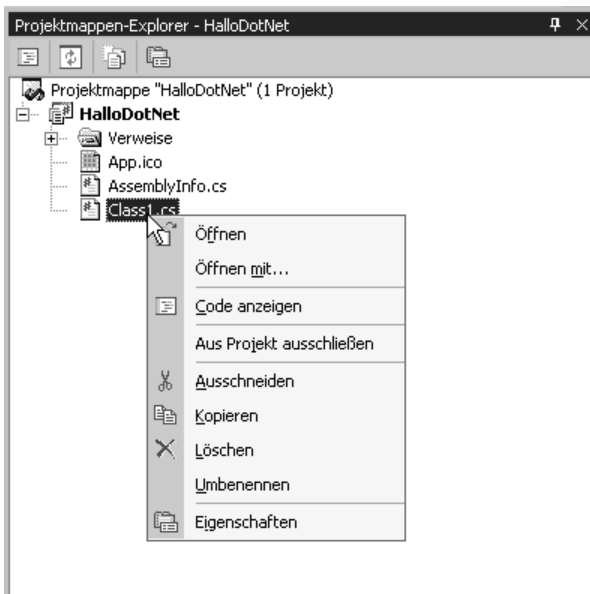 Projektmappen-Explorer - HalloDotNet
Projektmappe "HalloDotNet" (1 Projekt)
HalloDotNet
Verweise
App.ico
AssemblyInfo.cs
Class1.cs
Öffnen
Öffnen mit...
Code anzeigen
Aus Projekt ausschließen
Ausschneiden
Kopieren
Löschen
Umbenennen
Eigenschaften